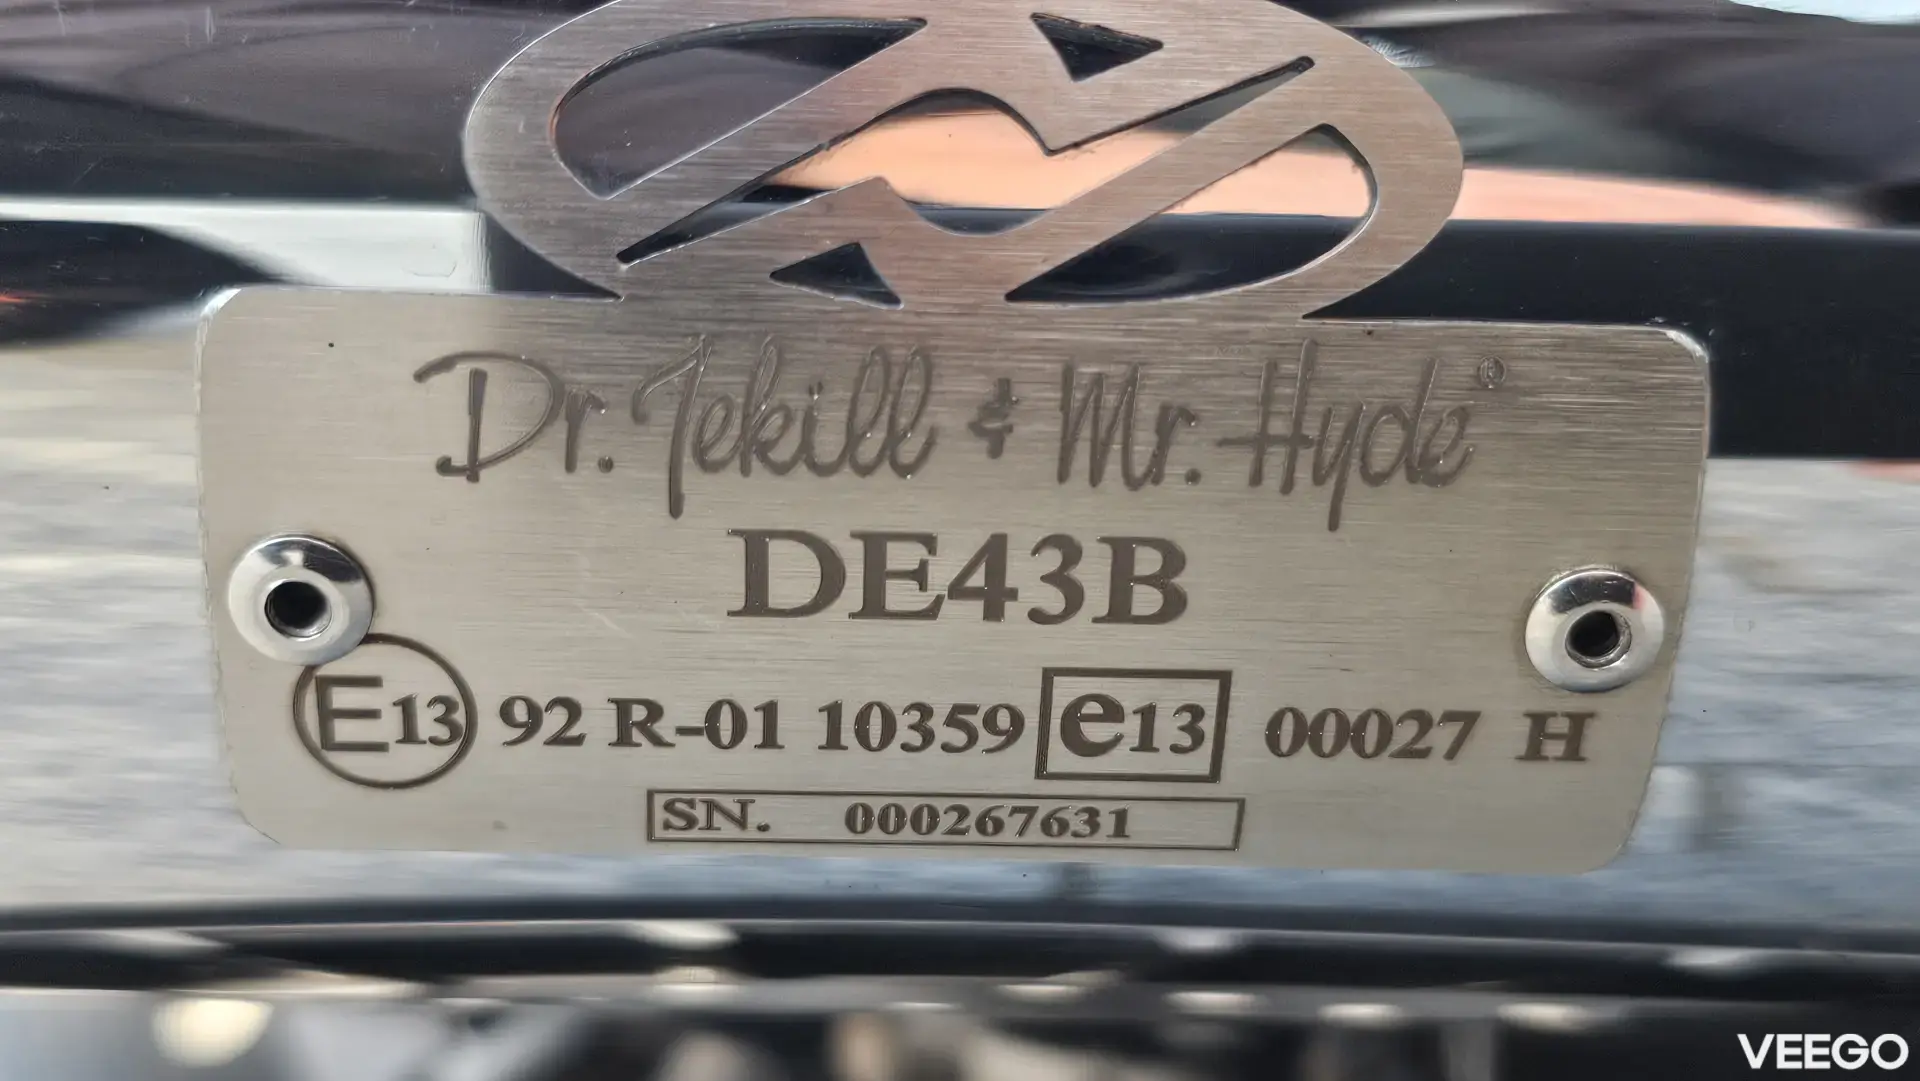 Dr. Jekill & Mr. Hyde®
DE43B
E13 92 R-01 10359 e13 00027 H
SN. 000267631
VEEGO